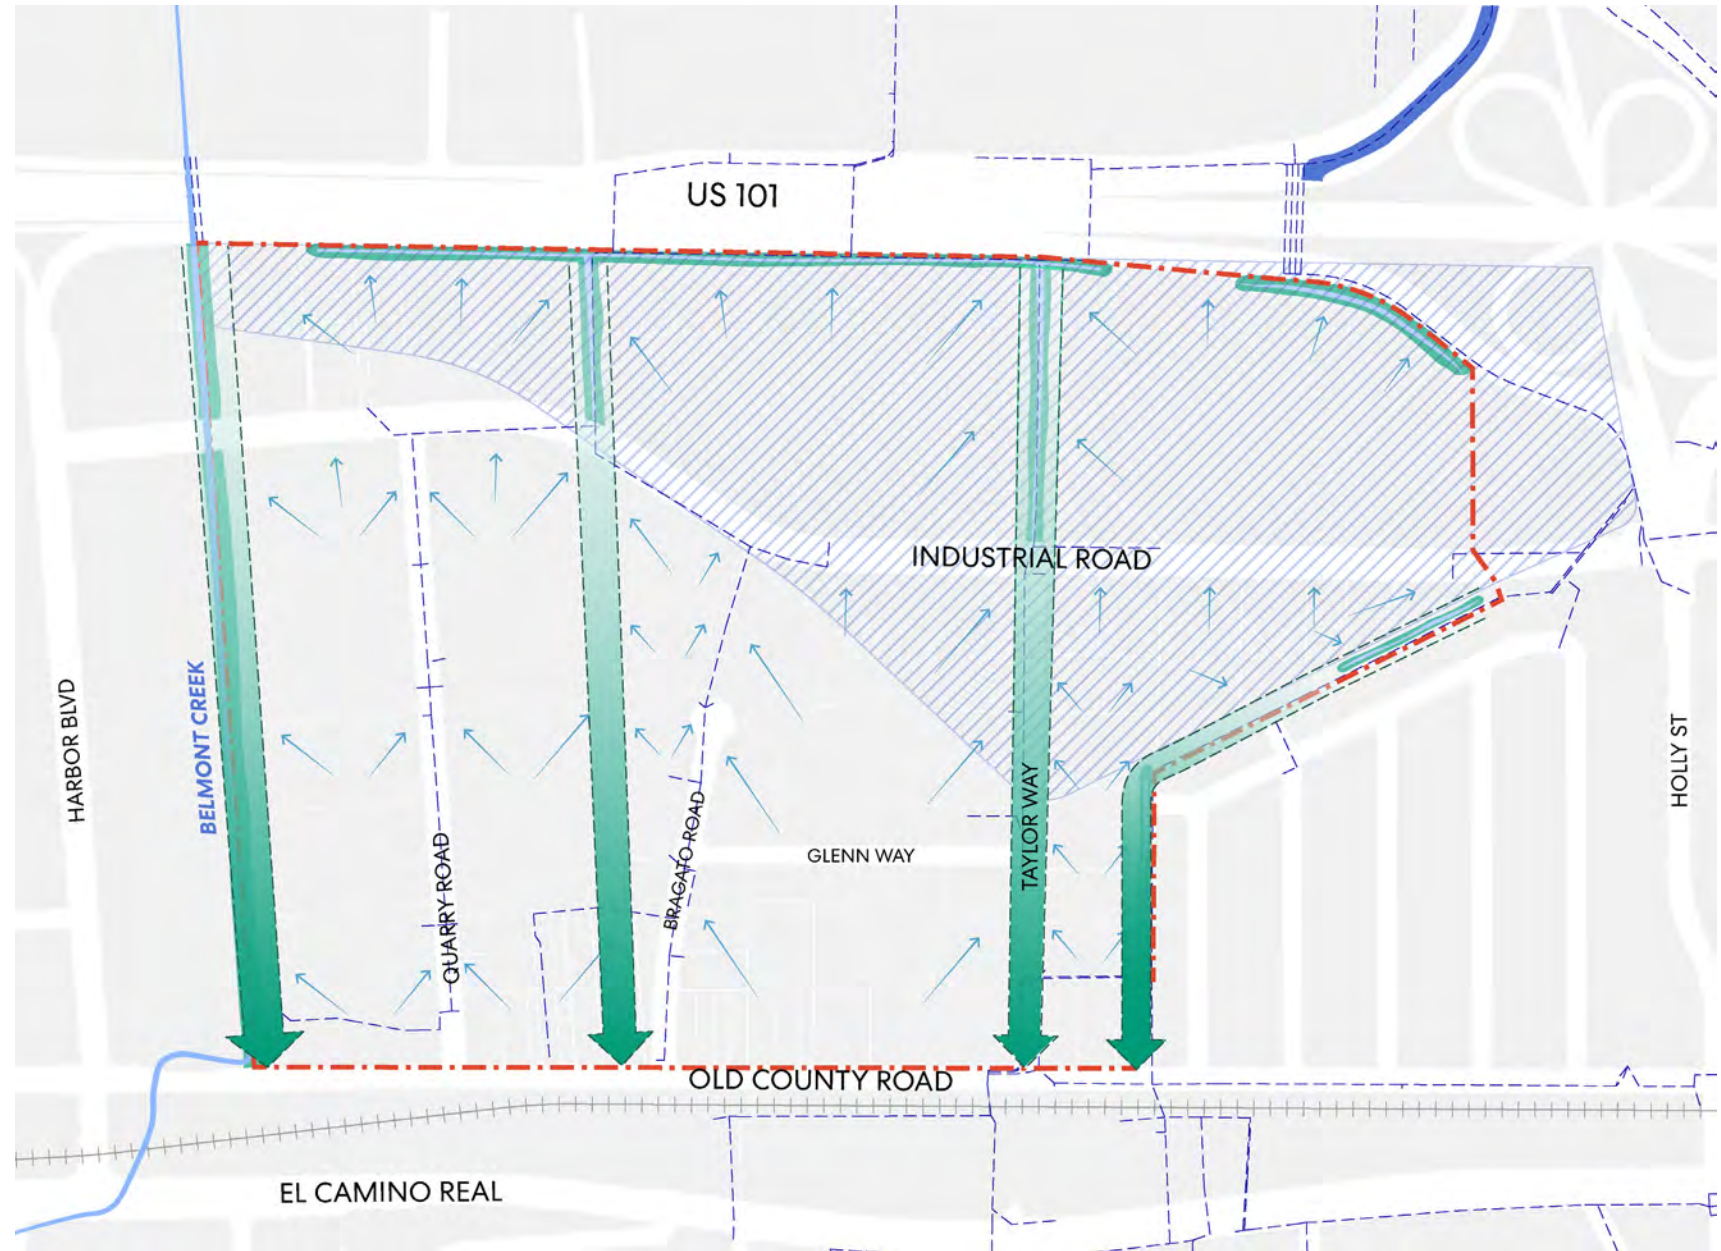 US 101
INDUSTRIAL ROAD
HARBOR BLVD
BELMONT CREEK
QUARRY ROAD
BRAGATO ROAD
GLENN WAY
TAYLOR WAY
HOLLY ST
OLD COUNTY ROAD
EL CAMINO REAL